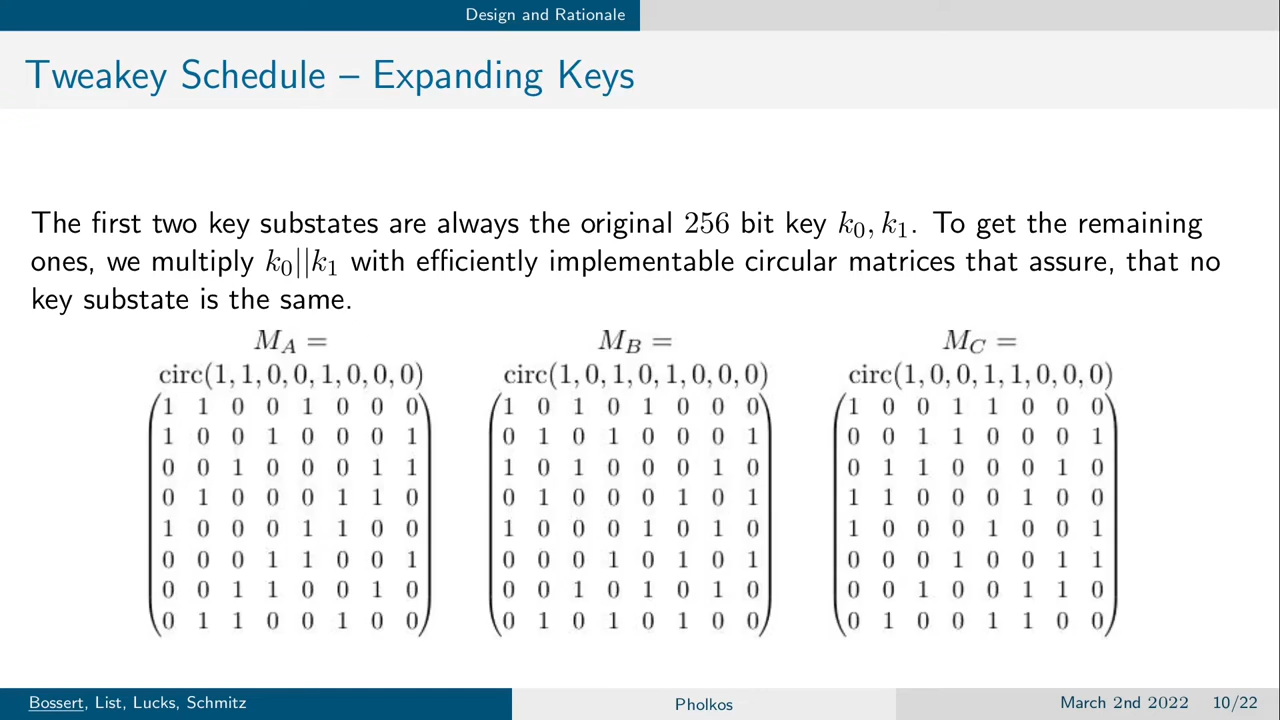 Design and Rationale
Tweakey Schedule – Expanding Keys
The first two key substates are always the original 256 bit key k₀, k₁. To get the remaining
ones, we multiply k₀||k₁ with efficiently implementable circular matrices that assure, that no
key substate is the same.
M_A =
circ(1, 1, 0, 0, 1, 0, 0, 0)
1 1 0 0 1 0 0 0
1 0 0 1 0 0 0 1
0 0 1 0 0 0 1 1
0 1 0 0 0 1 1 0
1 0 0 0 1 1 0 0
0 0 0 1 1 0 0 1
0 0 1 1 0 0 1 0
0 1 1 0 0 1 0 0
M_B =
circ(1, 0, 1, 0, 1, 0, 0, 0)
1 0 1 0 1 0 0 0
0 1 0 1 0 0 0 1
1 0 1 0 0 0 1 0
0 1 0 0 0 1 0 1
1 0 0 0 1 0 1 0
0 0 0 1 0 1 0 1
0 0 1 0 1 0 1 0
0 1 0 1 0 1 0 0
M_C =
circ(1, 0, 0, 1, 1, 0, 0, 0)
1 0 0 1 1 0 0 0
0 0 1 1 0 0 0 1
0 1 1 0 0 0 1 0
1 1 0 0 0 1 0 0
1 0 0 0 1 0 0 1
0 0 0 1 0 0 1 1
0 0 1 0 0 1 1 0
0 1 0 0 1 1 0 0
Bossert, List, Lucks, Schmitz
Pholkos
March 2nd 2022 10/22